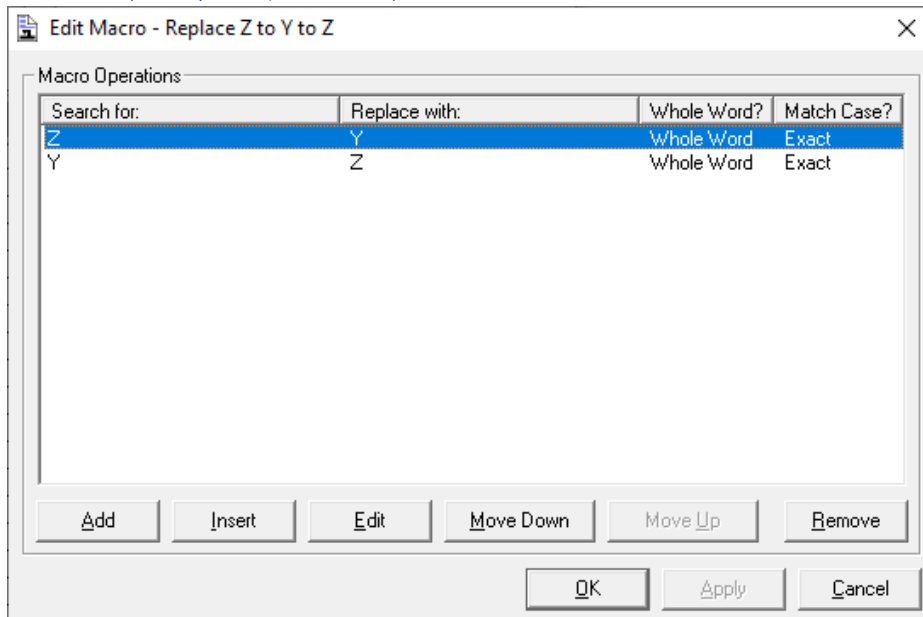 Edit Macro - Replace Z to Y to Z
Macro Operations
Search for: Replace with: Whole Word? Match Case?
Z Y Whole Word Exact
Y Z Whole Word Exact
Add Insert Edit Move Down Move Up Remove
OK Apply Cancel